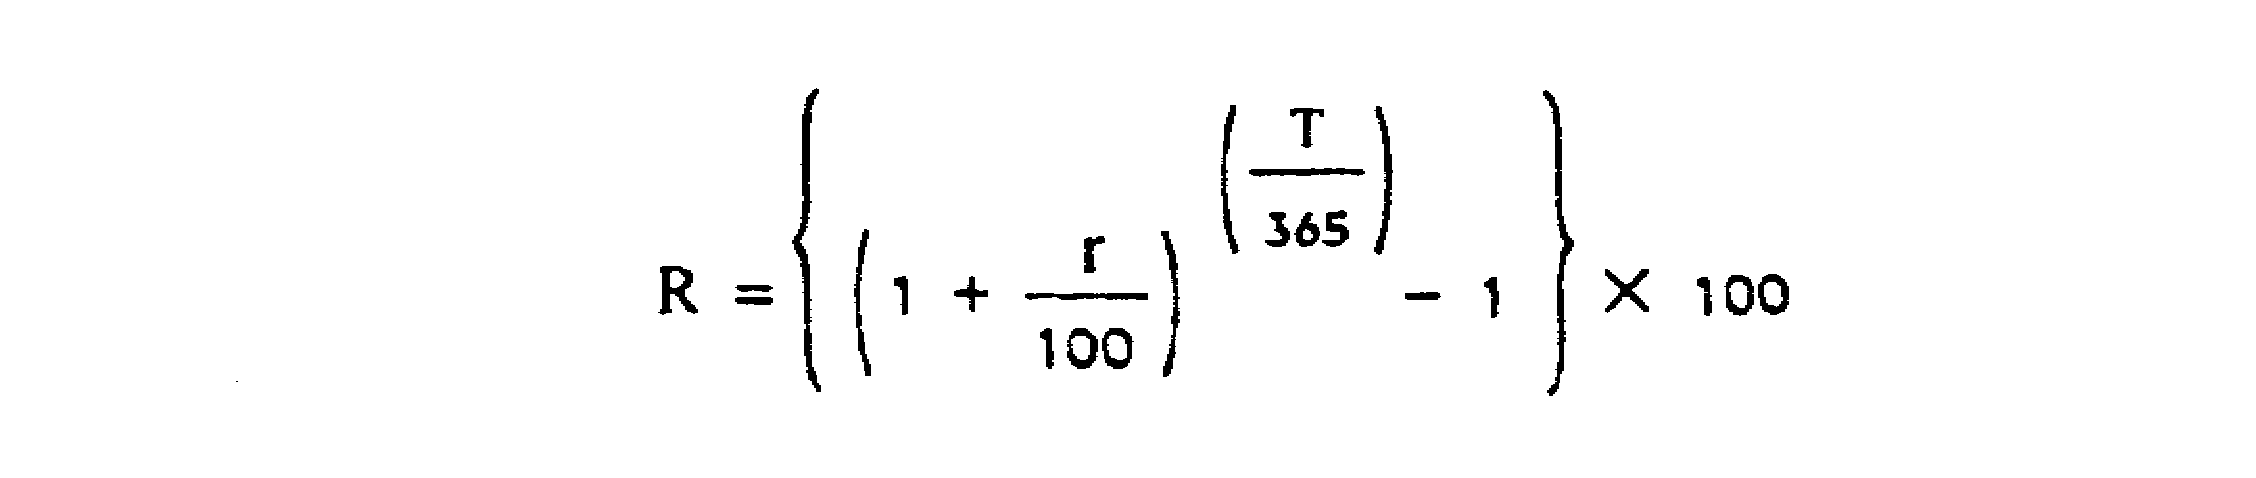 R = { ( 1 + r/100 )^( T/365 ) - 1 } × 100